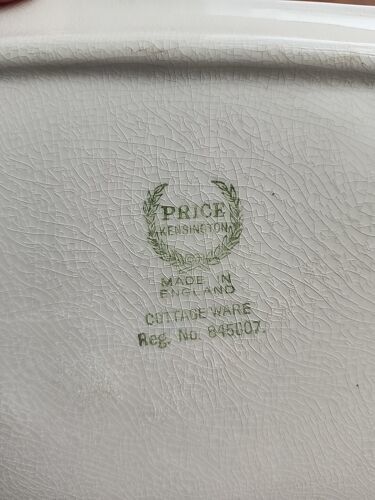 PRICE
KENSINGTON
MADE IN
ENGLAND
COTTAGE WARE
Reg. No. 845007.